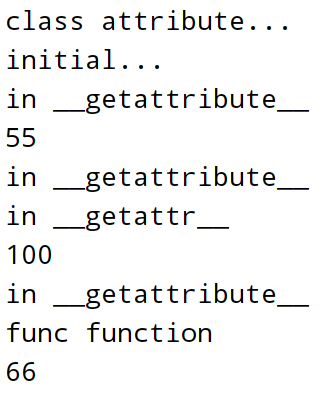 class attribute...
initial...
in __getattribute__
55
in __getattribute__
in __getattr__
100
in __getattribute__
func function
66